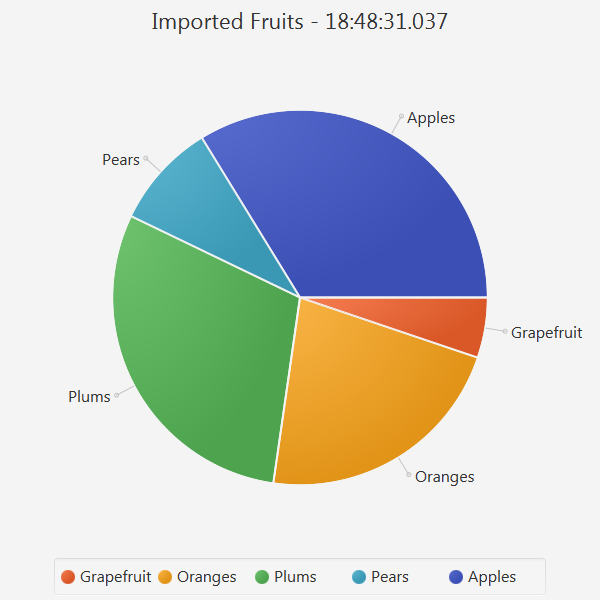 Imported Fruits - 18:48:31.037
Apples
Pears
Grapefruit
Plums
Oranges
Grapefruit Oranges Plums Pears Apples